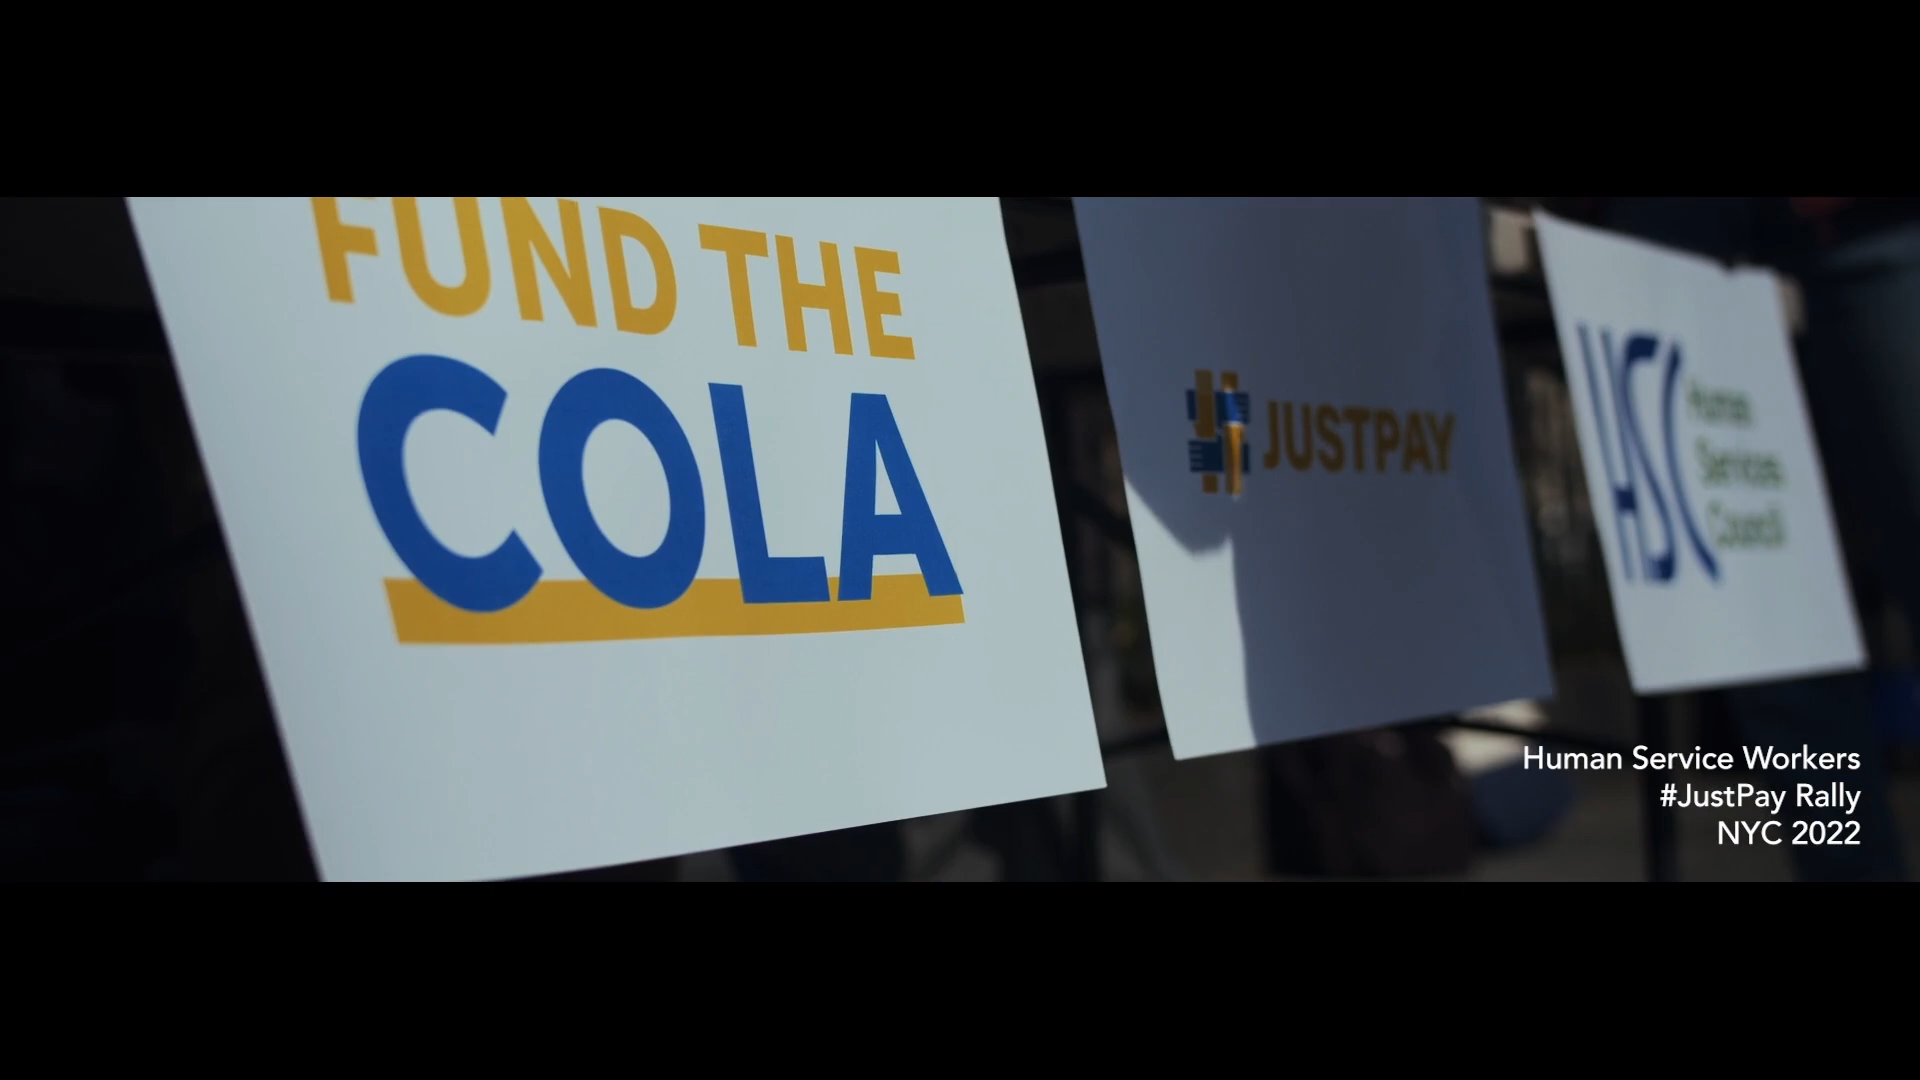 FUND THE
COLA
JUSTPAY
HSC
Human
Services
Council
Human Service Workers
#JustPay Rally
NYC 2022